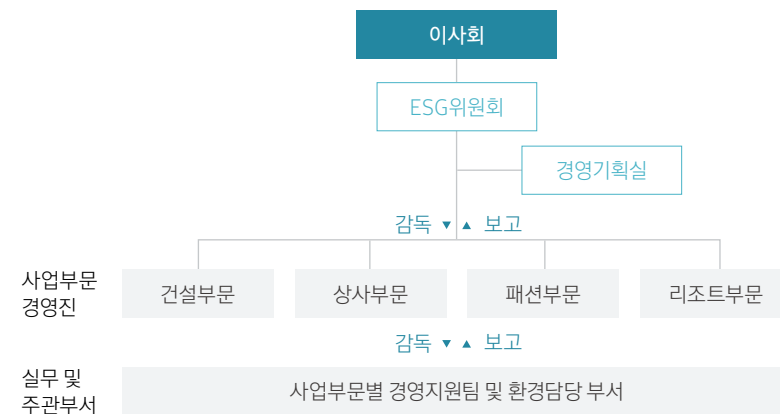 이사회
ESG위원회
경영기획실
감독 ▼ ▲ 보고
사업부문
경영진
건설부문
상사부문
패션부문
리조트부문
감독 ▼ ▲ 보고
실무 및
주관부서
사업부문별 경영지원팀 및 환경담당 부서